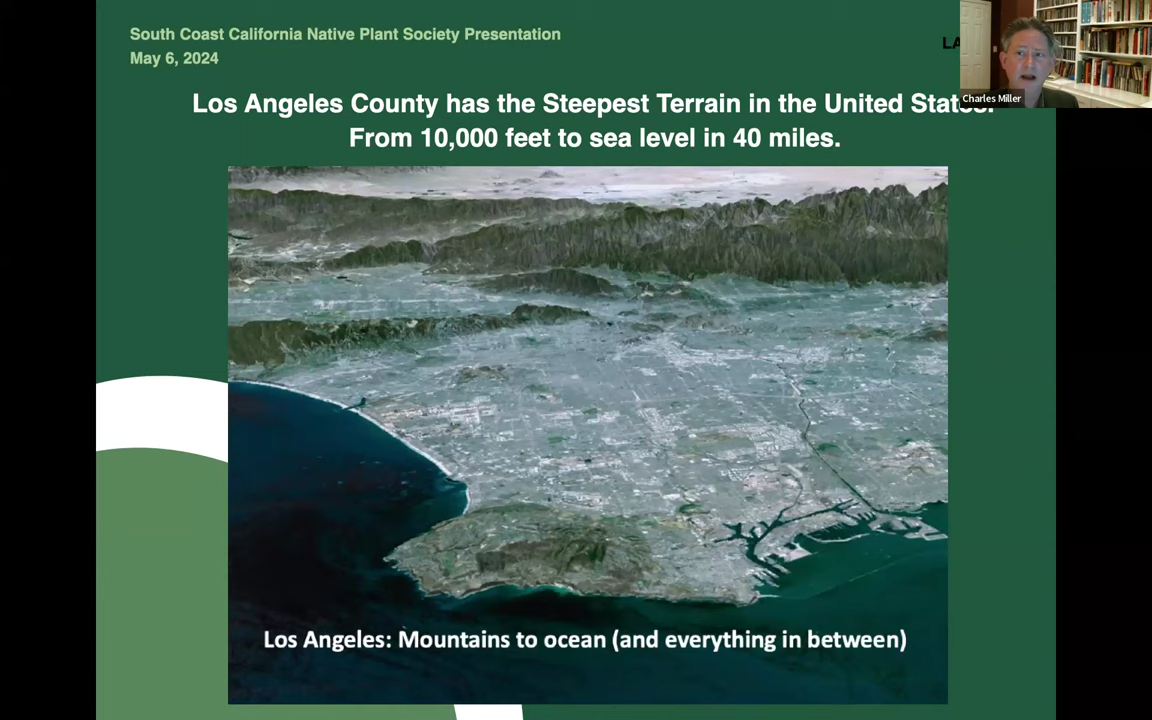 South Coast California Native Plant Society Presentation
May 6, 2024
LA
Charles Miller
Los Angeles County has the Steepest Terrain in the United States.
From 10,000 feet to sea level in 40 miles.
Los Angeles: Mountains to ocean (and everything in between)